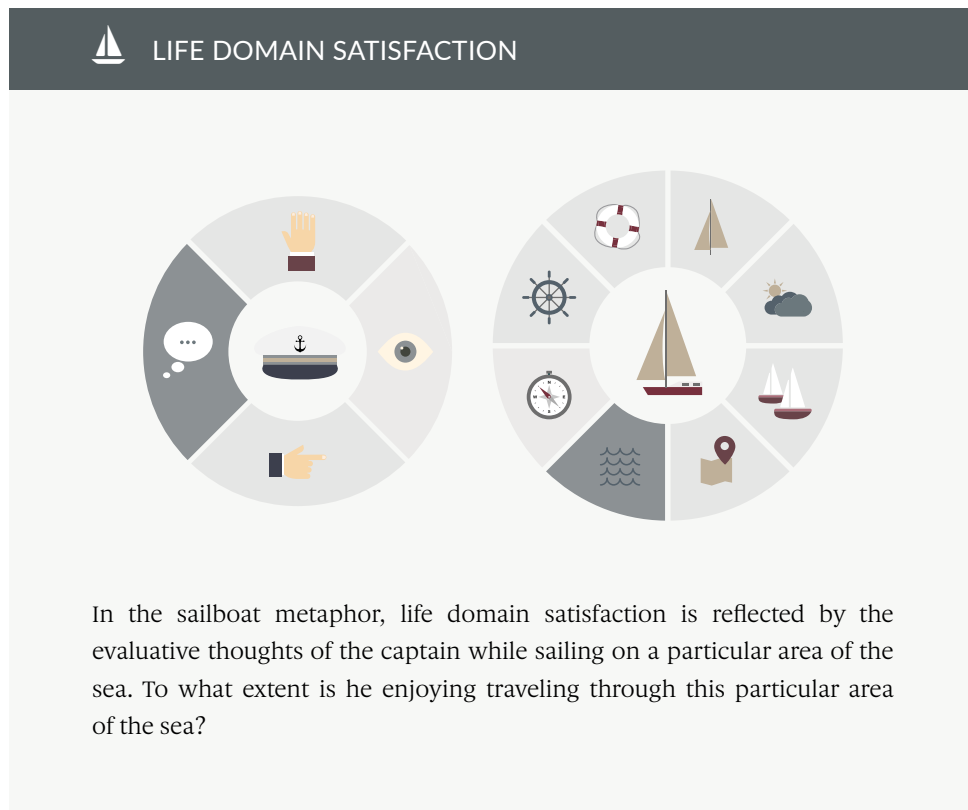 LIFE DOMAIN SATISFACTION
In the sailboat metaphor, life domain satisfaction is reflected by the
evaluative thoughts of the captain while sailing on a particular area of the
sea. To what extent is he enjoying traveling through this particular area
of the sea?